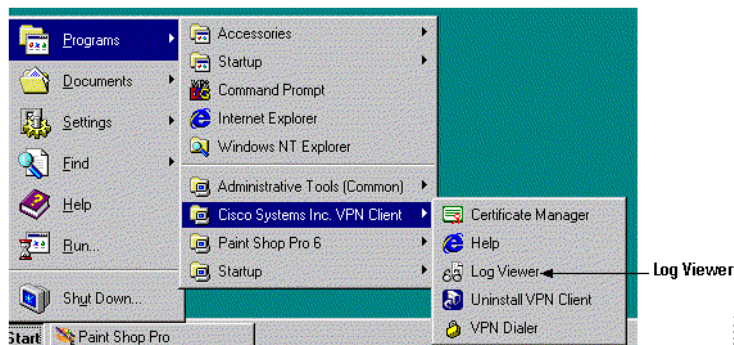 Programs
Documents
Settings
Find
Help
Run...
Shut Down...
Accessories
Startup
Command Prompt
Internet Explorer
Windows NT Explorer
Administrative Tools (Common)
Cisco Systems Inc. VPN Client
Paint Shop Pro 6
Startup
Certificate Manager
Help
Log Viewer
Uninstall VPN Client
VPN Dialer
Log Viewer
Start
Paint Shop Pro